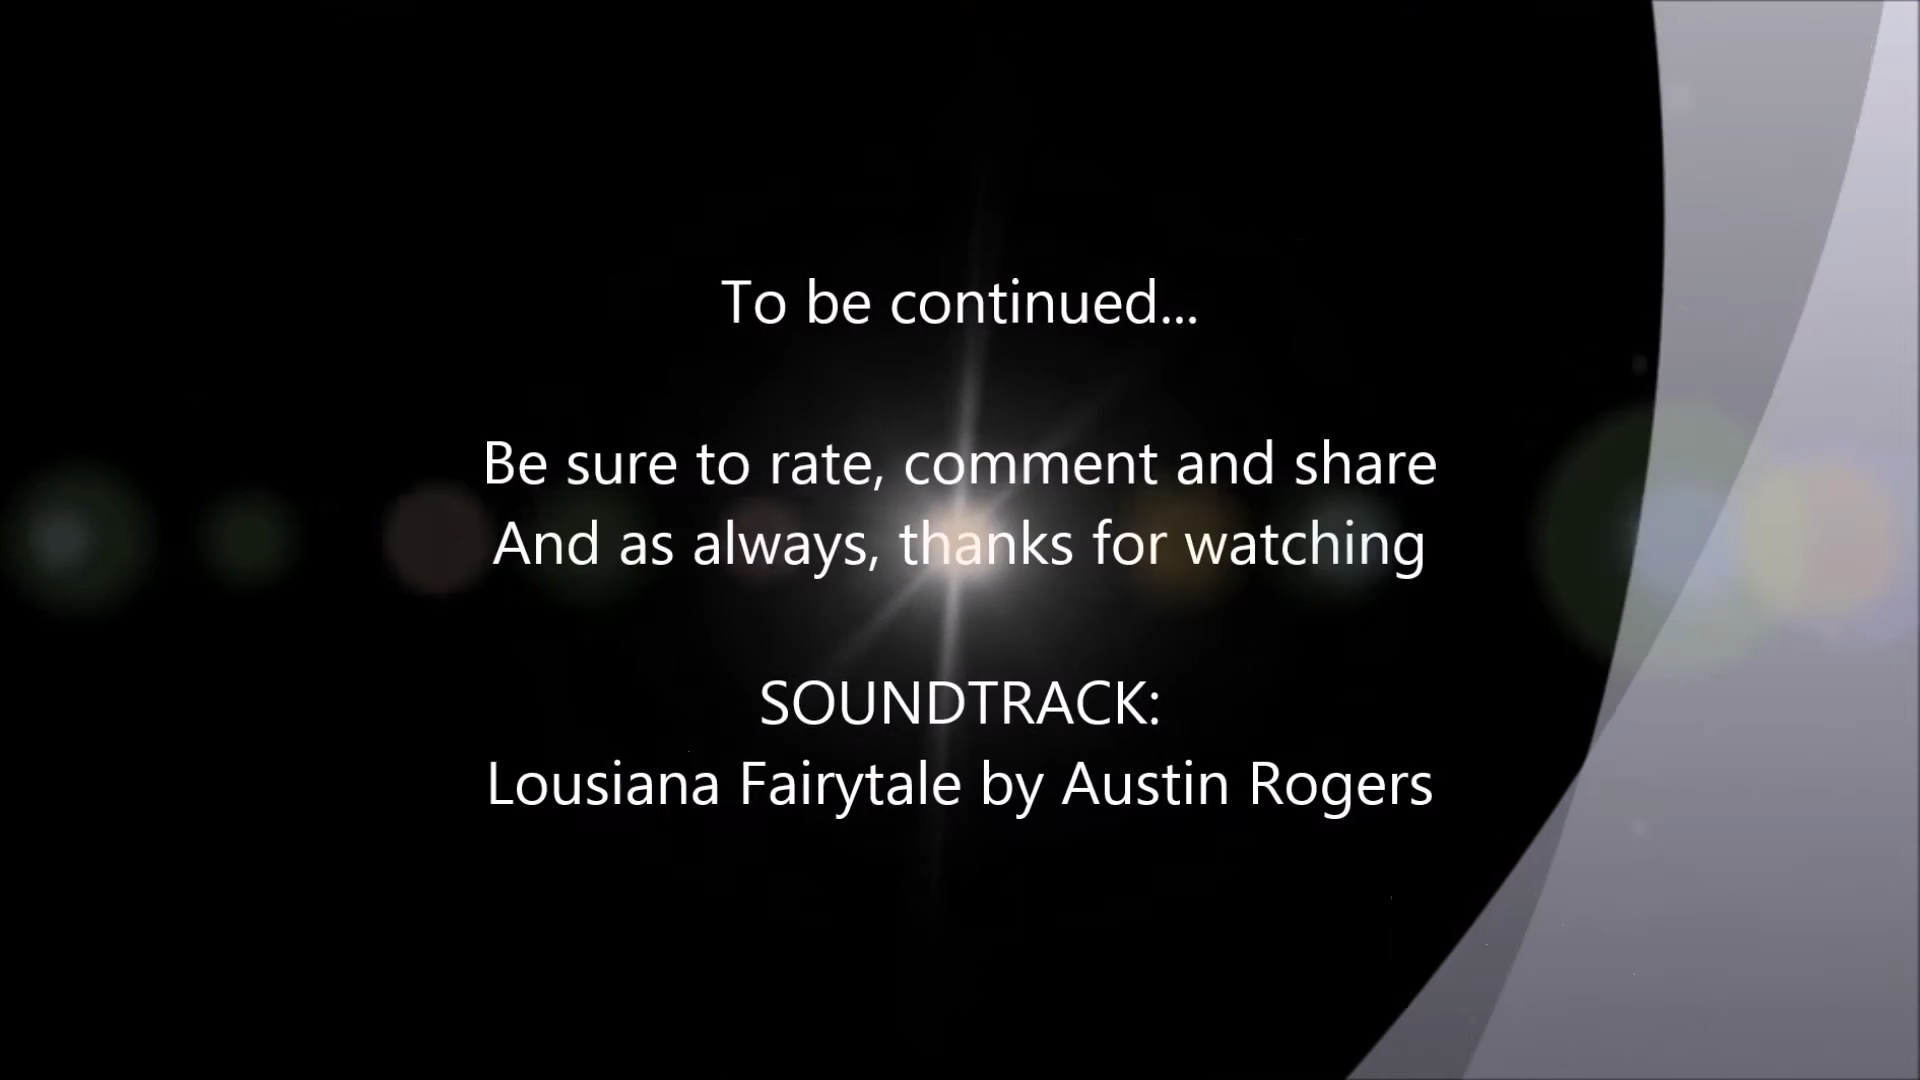 To be continued...
Be sure to rate, comment and share
And as always, thanks for watching
SOUNDTRACK:
Lousiana Fairytale by Austin Rogers